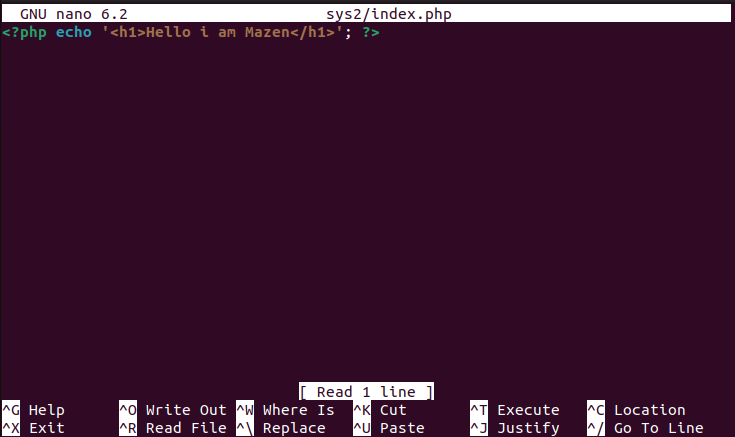 GNU nano 6.2 sys2/index.php
<?php echo '<h1>Hello i am Mazen</h1>'; ?>
[ Read 1 line ]
^G Help ^O Write Out ^W Where Is ^K Cut ^T Execute ^C Location
^X Exit ^R Read File ^\ Replace ^U Paste ^J Justify ^/ Go To Line